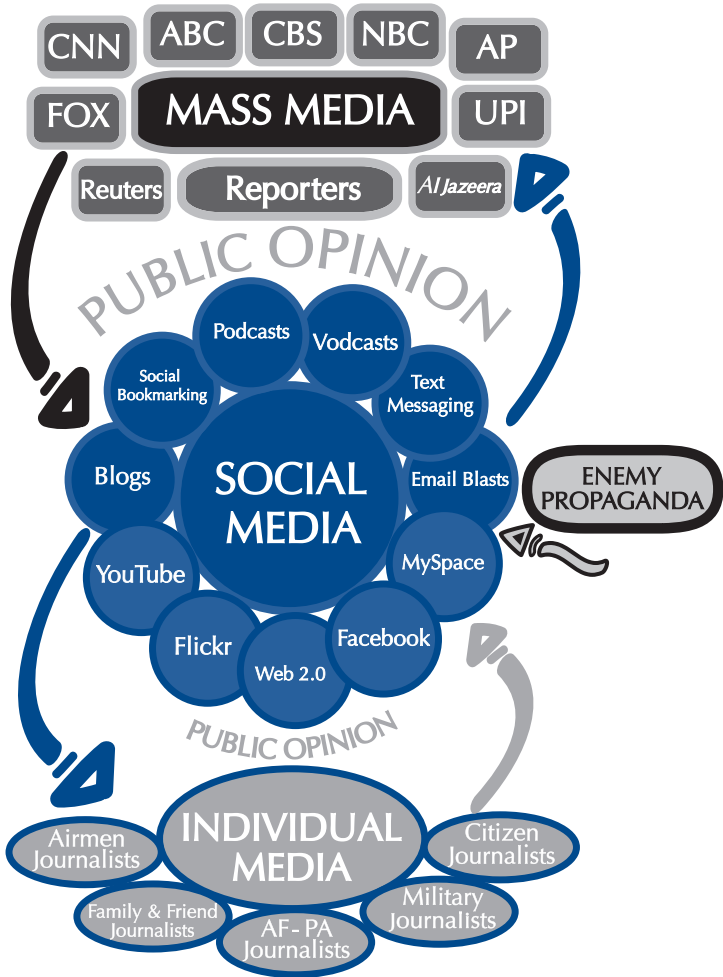 CNN
ABC
CBS
NBC
AP
FOX
MASS MEDIA
UPI
Reuters
Reporters
Al Jazeera
PUBLIC OPINION
Podcasts
Vodcasts
Social
Bookmarking
Text
Messaging
Blogs
SOCIAL
MEDIA
Email Blasts
ENEMY
PROPAGANDA
YouTube
MySpace
Flickr
Web 2.0
Facebook
PUBLIC OPINION
INDIVIDUAL
MEDIA
Airmen
Journalists
Citizen
Journalists
Family & Friend
Journalists
AF-PA
Journalists
Military
Journalists